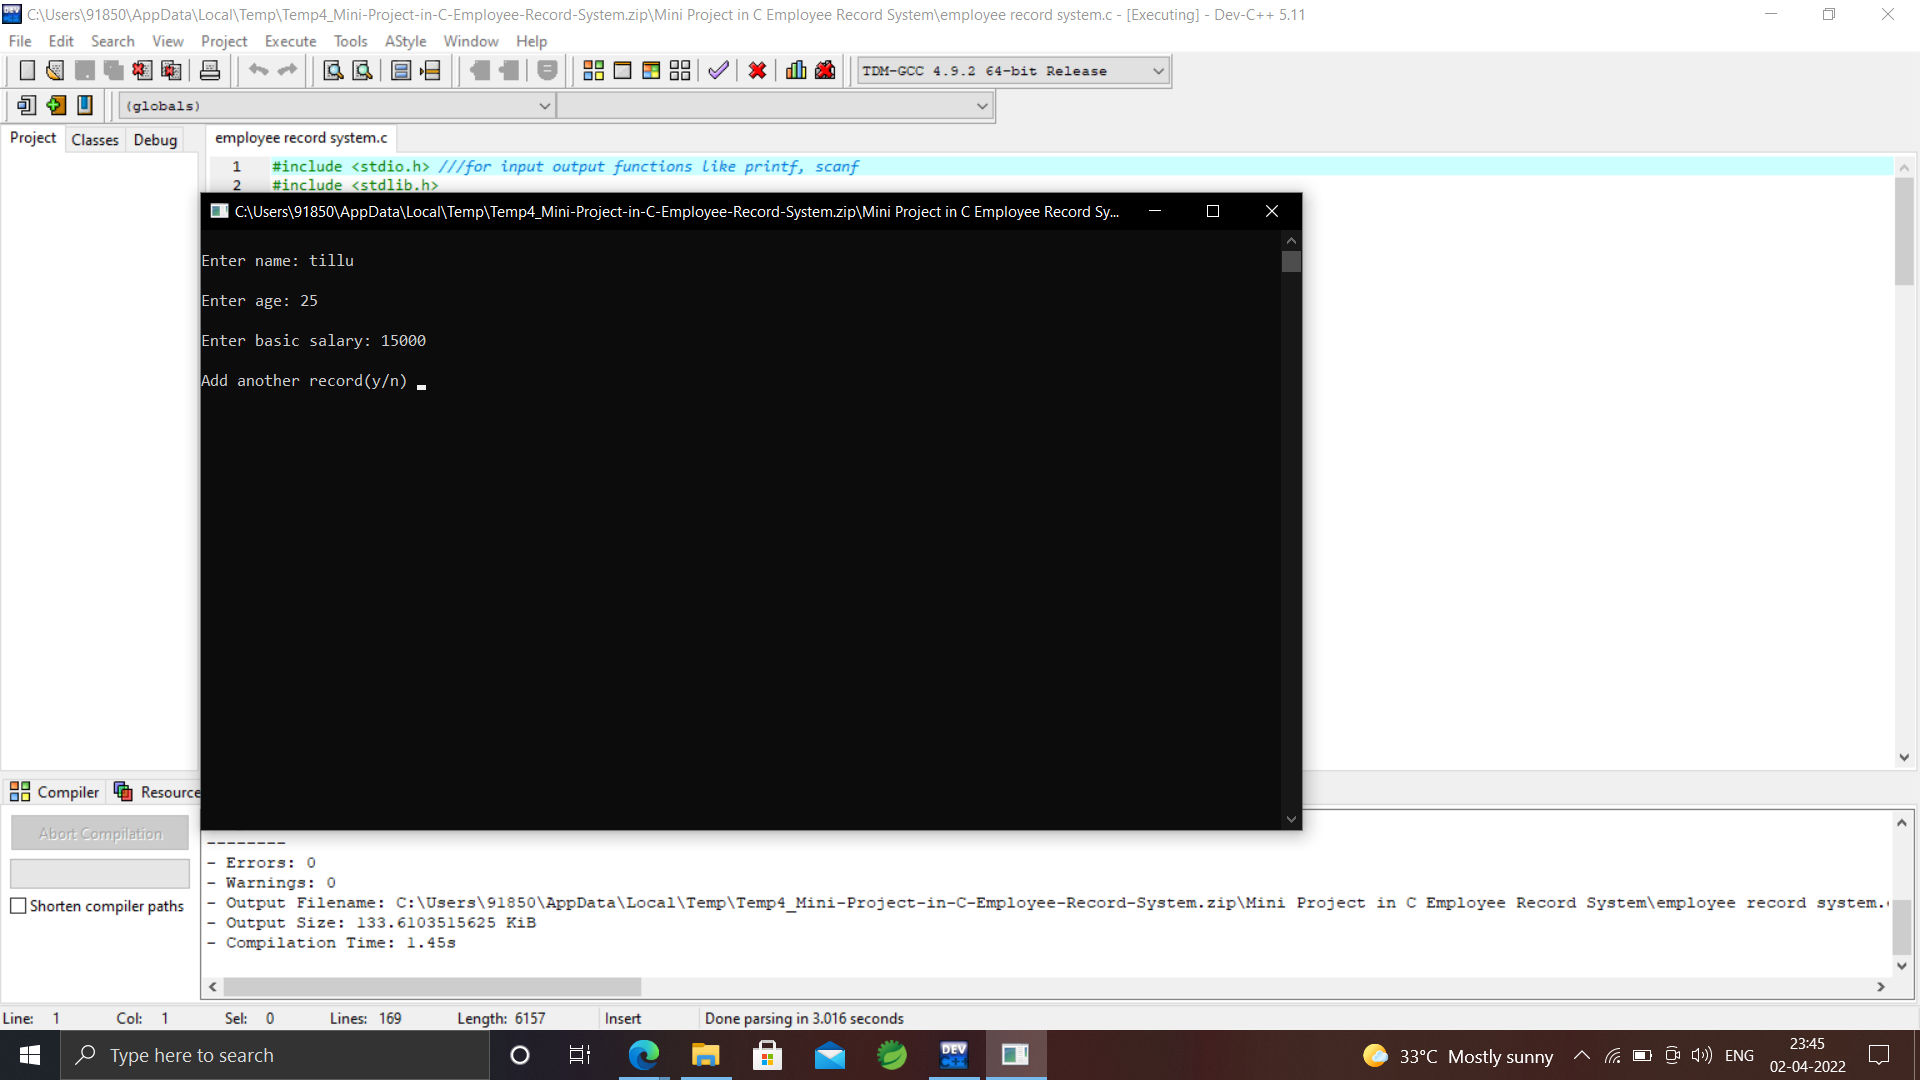 C:\Users\91850\AppData\Local\Temp\Temp4_Mini-Project-in-C-Employee-Record-System.zip\Mini Project in C Employee Record System\employee record system.c - [Executing] - Dev-C++ 5.11
File Edit Search View Project Execute Tools AStyle Window Help
TDM-GCC 4.9.2 64-bit Release
(globals)
Project Classes Debug
employee record system.c
1 #include <stdio.h> ///for input output functions like printf, scanf
2 #include <stdlib.h>
C:\Users\91850\AppData\Local\Temp\Temp4_Mini-Project-in-C-Employee-Record-System.zip\Mini Project in C Employee Record Sy...
Enter name: tillu
Enter age: 25
Enter basic salary: 15000
Add another record(y/n)
Compiler Resource
Abort Compilation
Shorten compiler paths
--------
- Errors: 0
- Warnings: 0
- Output Filename: C:\Users\91850\AppData\Local\Temp\Temp4_Mini-Project-in-C-Employee-Record-System.zip\Mini Project in C Employee Record System\employee record system.
- Output Size: 133.6103515625 KiB
- Compilation Time: 1.45s
Line: 1 Col: 1 Sel: 0 Lines: 169 Length: 6157 Insert Done parsing in 3.016 seconds
Type here to search
DEV C++
33°C Mostly sunny
ENG
23:45
02-04-2022